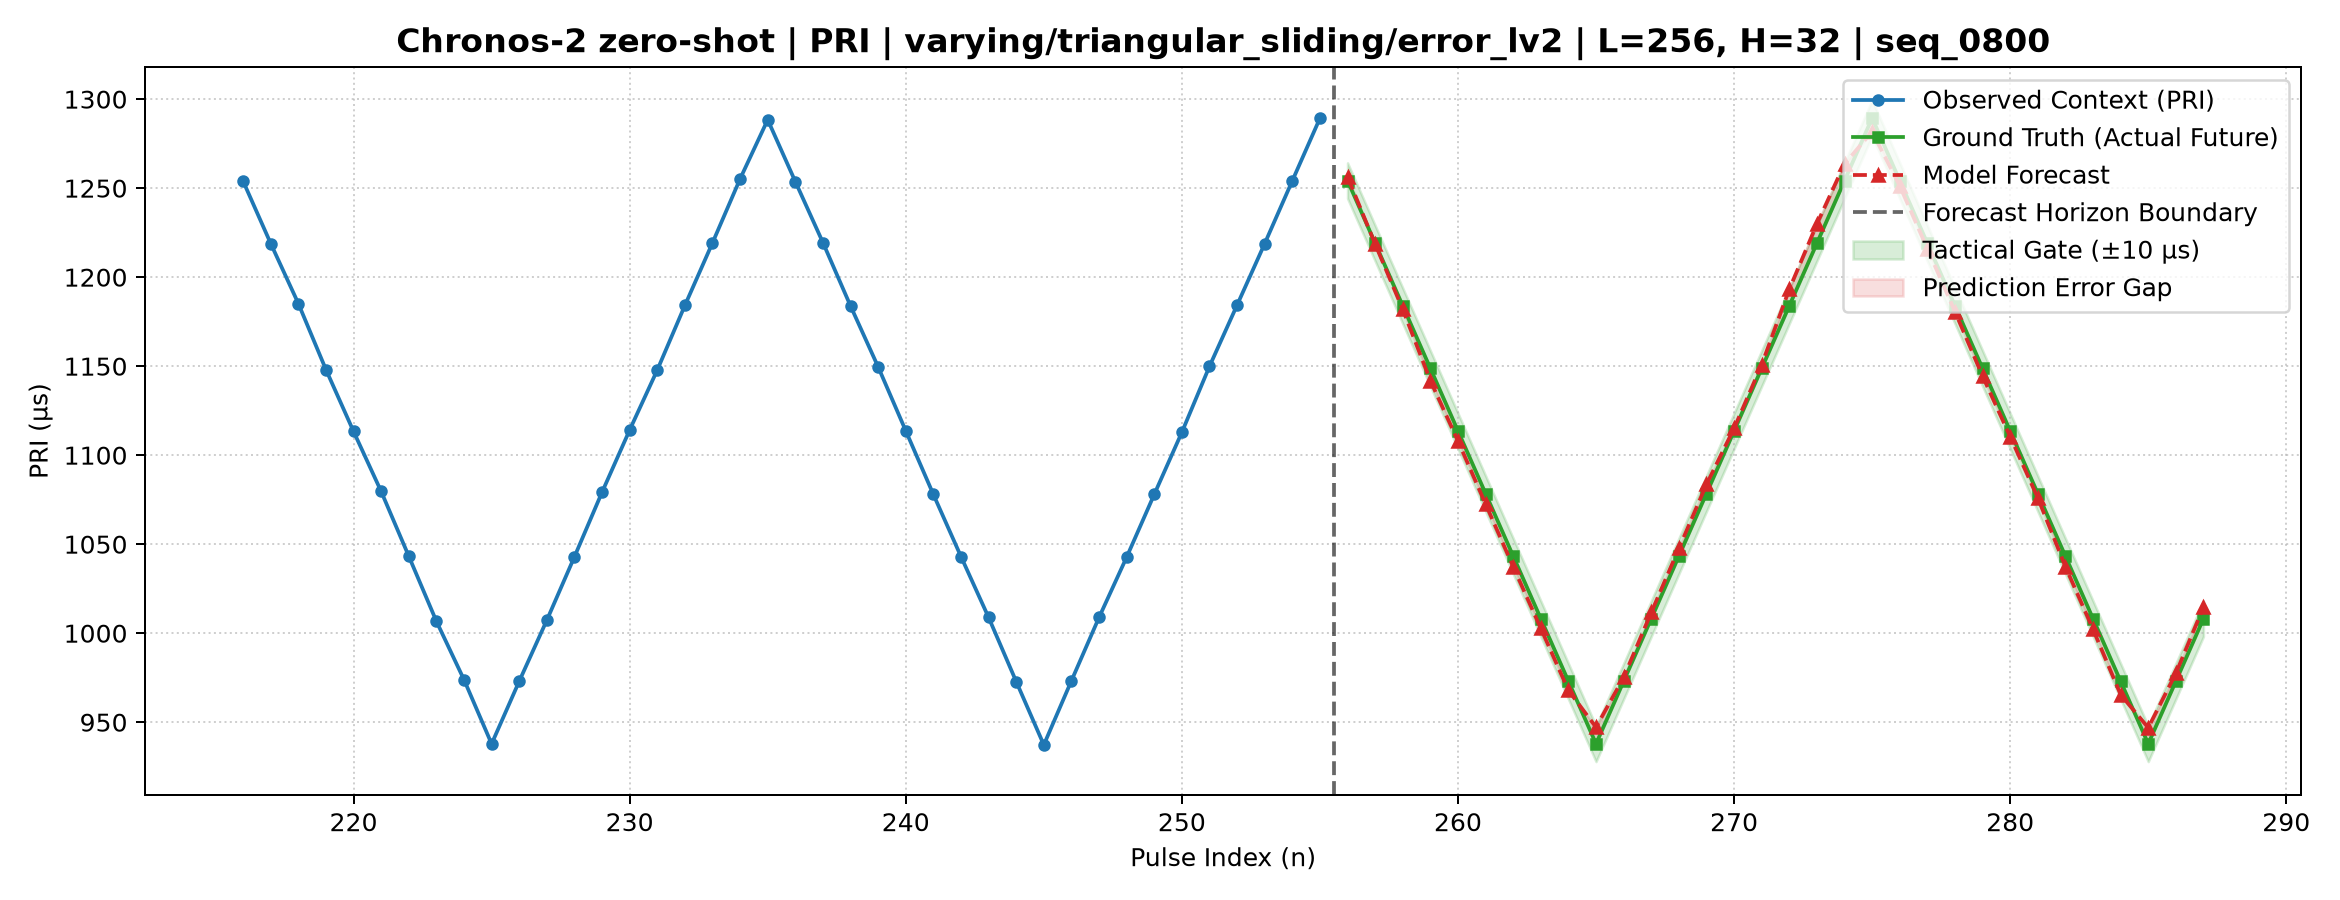 Chronos-2 zero-shot | PRI | varying/triangular_sliding/error_lv2 | L=256, H=32 | seq_0800
PRI (µs)
1300
1250
1200
1150
1100
1050
1000
950
Observed Context (PRI)
Ground Truth (Actual Future)
Model Forecast
Forecast Horizon Boundary
Tactical Gate (±10 µs)
Prediction Error Gap
220
230
240
250
260
270
280
290
Pulse Index (n)